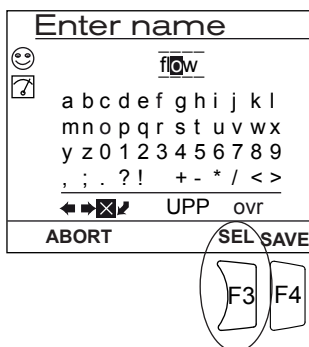 Enter name
flow
a b c d e f g h i j k l
m n o p q r s t u v w x
y z 0 1 2 3 4 5 6 7 8 9
, ; . ? ! + - * / < >
UPP ovr
ABORT SEL SAVE
F3 F4